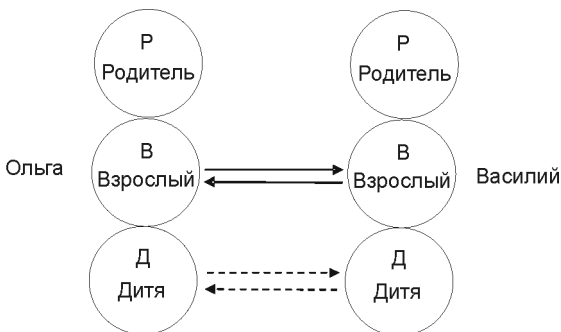 Р
Родитель
Р
Родитель
Ольга
В
Взрослый
В
Взрослый
Василий
Д
Дитя
Д
Дитя